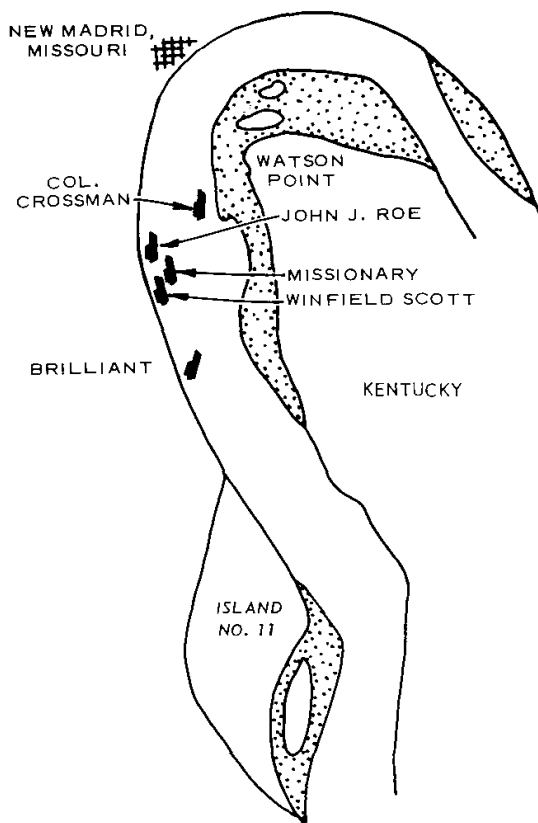 NEW MADRID,
MISSOURI
WATSON
POINT
COL.
CROSSMAN
JOHN J. ROE
MISSIONARY
WINFIELD SCOTT
BRILLIANT
KENTUCKY
ISLAND
NO. 11